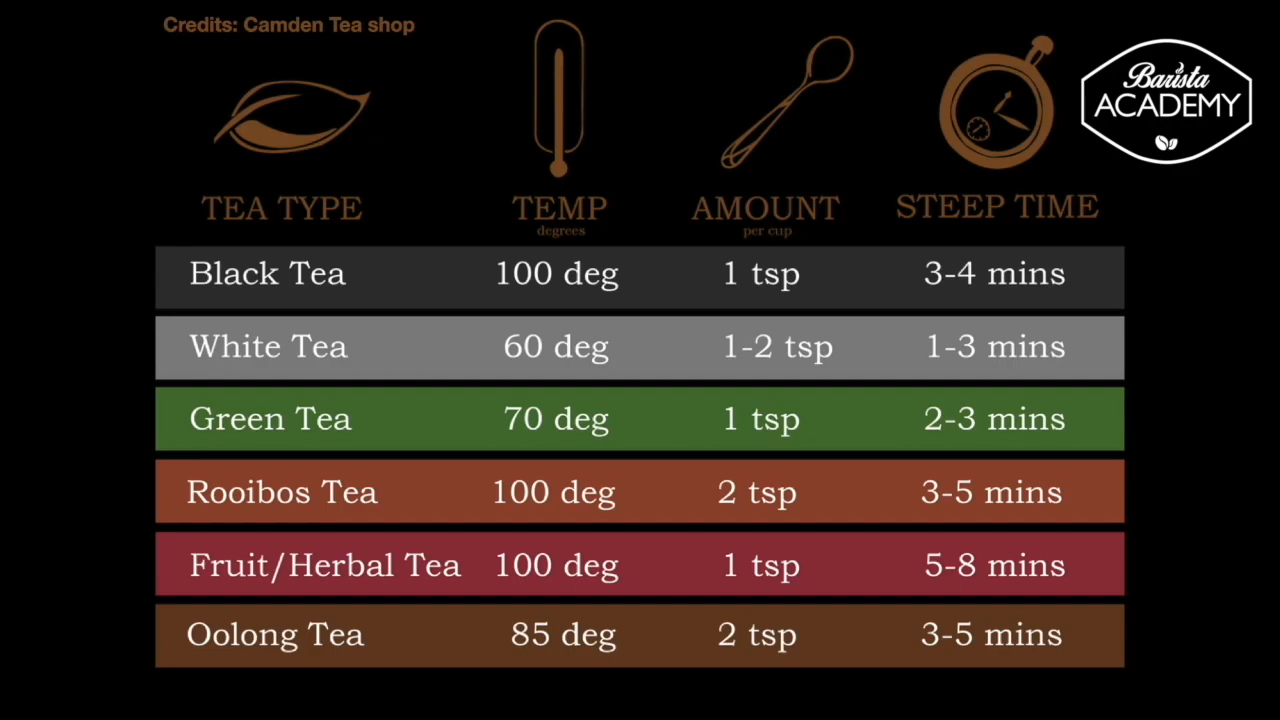 Credits: Camden Tea shop
Barista
ACADEMY
TEA TYPE TEMP AMOUNT STEEP TIME
degrees per cup
Black Tea 100 deg 1 tsp 3-4 mins
White Tea 60 deg 1-2 tsp 1-3 mins
Green Tea 70 deg 1 tsp 2-3 mins
Rooibos Tea 100 deg 2 tsp 3-5 mins
Fruit/Herbal Tea 100 deg 1 tsp 5-8 mins
Oolong Tea 85 deg 2 tsp 3-5 mins